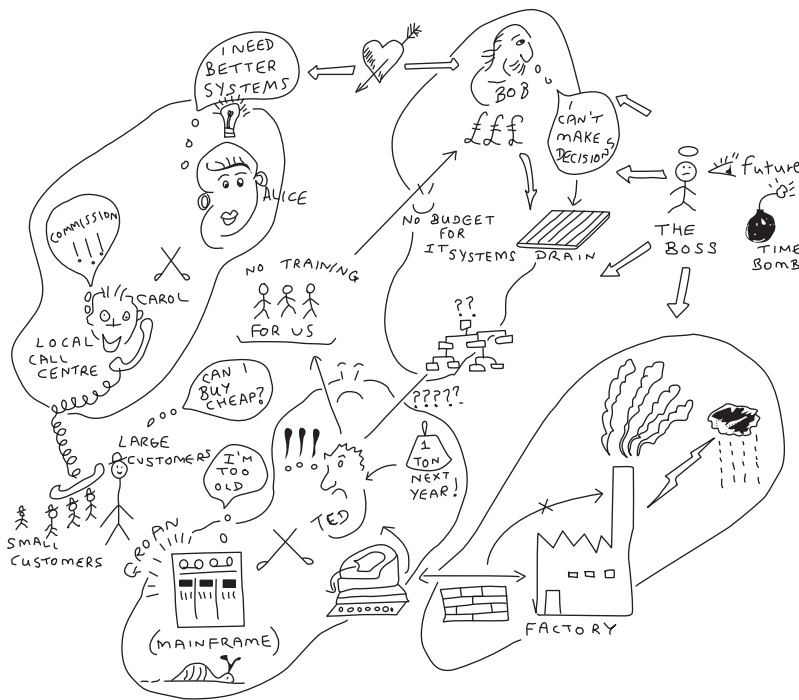 I NEED
BETTER
SYSTEMS
BOB
£££
I
CAN'T
MAKE
DECISIONS
future
ALICE
COMMISSION
!!!
NO BUDGET
FOR
IT SYSTEMS
DRAIN
THE
BOSS
TIME
BOMB
CAROL
NO TRAINING
FOR US
??
LOCAL
CALL
CENTRE
CAN I
BUY
CHEAP?
?????
LARGE
CUSTOMERS
!!!
1
TON
NEXT
YEAR!
I'M
TOO
OLD
TED
SMALL
CUSTOMERS
GROAN
(MAINFRAME)
FACTORY